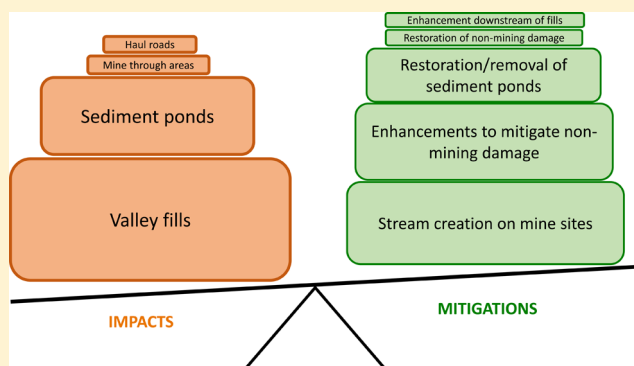 Haul roads
Mine through areas
Sediment ponds
Valley fills
IMPACTS
Enhancement downstream of fills
Restoration of non-mining damage
Restoration/removal of
sediment ponds
Enhancements to mitigate non-
mining damage
Stream creation on mine sites
MITIGATIONS